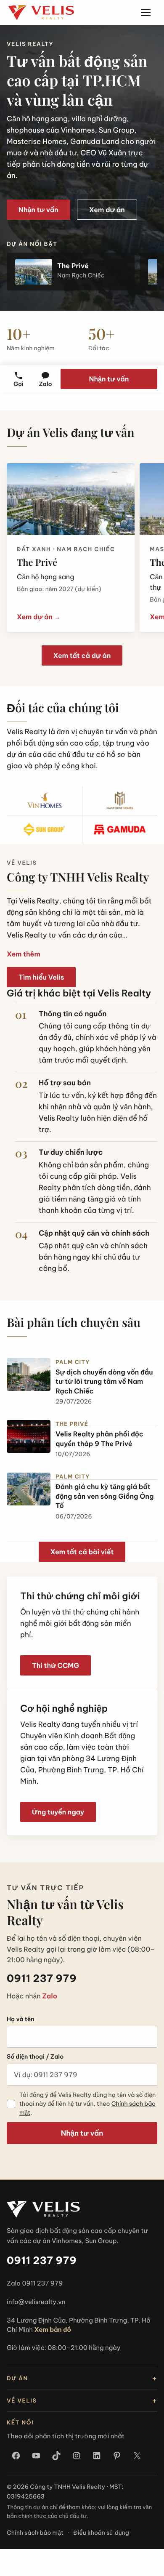 VELIS
REALTY
VELIS REALTY
Tư vấn bất động sản
cao cấp tại TP.HCM
và vùng lân cận
Căn hộ hạng sang, villa nghỉ dưỡng,
shophouse của Vinhomes, Sun Group,
Masterise Homes, Gamuda Land cho người
mua ở và nhà đầu tư, CEO Vũ Xuân trực
tiếp phân tích dòng tiền và rủi ro từng dự
án.
Nhận tư vấn
Xem dự án
DỰ ÁN NỔI BẬT
The Privé
Nam Rạch Chiếc
10+
Năm kinh nghiệm
50+
Đối tác
Gọi
Zalo
Nhận tư vấn
Dự án Velis đang tư vấn
ĐẤT XANH · NAM RẠCH CHIẾC
The Privé
Căn hộ hạng sang
Bàn giao: năm 2027 (dự kiến)
Xem dự án →
MAS
The
Căn
thự
Bàn
Xem
Xem tất cả dự án
Đối tác của chúng tôi
Velis Realty là đơn vị chuyên tư vấn và phân
phối bất động sản cao cấp, tập trung vào
dự án của các chủ đầu tư có hồ sơ bàn
giao và pháp lý công khai.
VINHOMES
MASTERISE HOMES
SUN GROUP
GAMUDA
VỀ VELIS
Công ty TNHH Velis Realty
Tại Velis Realty, chúng tôi tin rằng mỗi bất
động sản không chỉ là một tài sản, mà là
tâm huyết và tương lai của nhà đầu tư.
Velis Realty tư vấn các dự án của...
Xem thêm
Tìm hiểu Velis
Giá trị khác biệt tại Velis Realty
01
Thông tin có nguồn
Chúng tôi cung cấp thông tin dự
án đầy đủ, chính xác về pháp lý và
quy hoạch, giúp khách hàng yên
tâm trước mỗi quyết định.
02
Hỗ trợ sau bán
Từ lúc tư vấn, ký kết hợp đồng đến
khi nhận nhà và quản lý vận hành,
Velis Realty luôn hiện diện để hỗ
trợ.
03
Tư duy chiến lược
Không chỉ bán sản phẩm, chúng
tôi cung cấp giải pháp. Velis
Realty phân tích dòng tiền, đánh
giá tiềm năng tăng giá và tính
thanh khoản của từng vị trí.
04
Cập nhật quỹ căn và chính sách
Cập nhật quỹ căn và chính sách
bán hàng ngay khi chủ đầu tư
công bố.
Bài phân tích chuyên sâu
PALM CITY
Sự dịch chuyển dòng vốn đầu
tư từ lõi trung tâm về Nam
Rạch Chiếc
29/07/2026
THE PRIVÉ
Velis Realty phân phối độc
quyền tháp 9 The Privé
10/07/2026
PALM CITY
Đánh giá chu kỳ tăng giá bất
động sản ven sông Giồng Ông
Tố
06/07/2026
Xem tất cả bài viết
Thi thử chứng chỉ môi giới
Ôn luyện và thi thử chứng chỉ hành
nghề môi giới bất động sản miễn
phí.
Thi thử CCMG
Cơ hội nghề nghiệp
Velis Realty đang tuyển nhiều vị trí
Chuyên viên Kinh doanh Bất động
sản cao cấp, làm việc toàn thời
gian tại văn phòng 34 Lương Định
Của, Phường Bình Trưng, TP. Hồ Chí
Minh.
Ứng tuyển ngay
TƯ VẤN TRỰC TIẾP
Nhận tư vấn từ Velis
Realty
Để lại họ tên và số điện thoại, chuyên viên
Velis Realty gọi lại trong giờ làm việc (08:00–
21:00 hằng ngày).
0911 237 979
Hoặc nhắn Zalo
Họ và tên
Số điện thoại / Zalo
Ví dụ: 0911 237 979
Tôi đồng ý để Velis Realty dùng họ tên và số điện
thoại này để liên hệ tư vấn, theo Chính sách bảo
mật.
Nhận tư vấn
VELIS
REALTY
Sàn giao dịch bất động sản cao cấp chuyên tư
vấn các dự án Vinhomes, Sun Group.
0911 237 979
Zalo 0911 237 979
info@velisrealty.vn
34 Lương Định Của, Phường Bình Trưng, TP. Hồ
Chí Minh Xem bản đồ
Giờ làm việc: 08:00–21:00 hằng ngày
DỰ ÁN
+
VỀ VELIS
+
KẾT NỐI
Theo dõi phân tích thị trường mới nhất
© 2026 Công ty TNHH Velis Realty · MST:
0319425663
Thông tin dự án chỉ để tham khảo; vui lòng kiểm tra văn
bản chính thức của chủ đầu tư.
Chính sách bảo mật · Điều khoản sử dụng